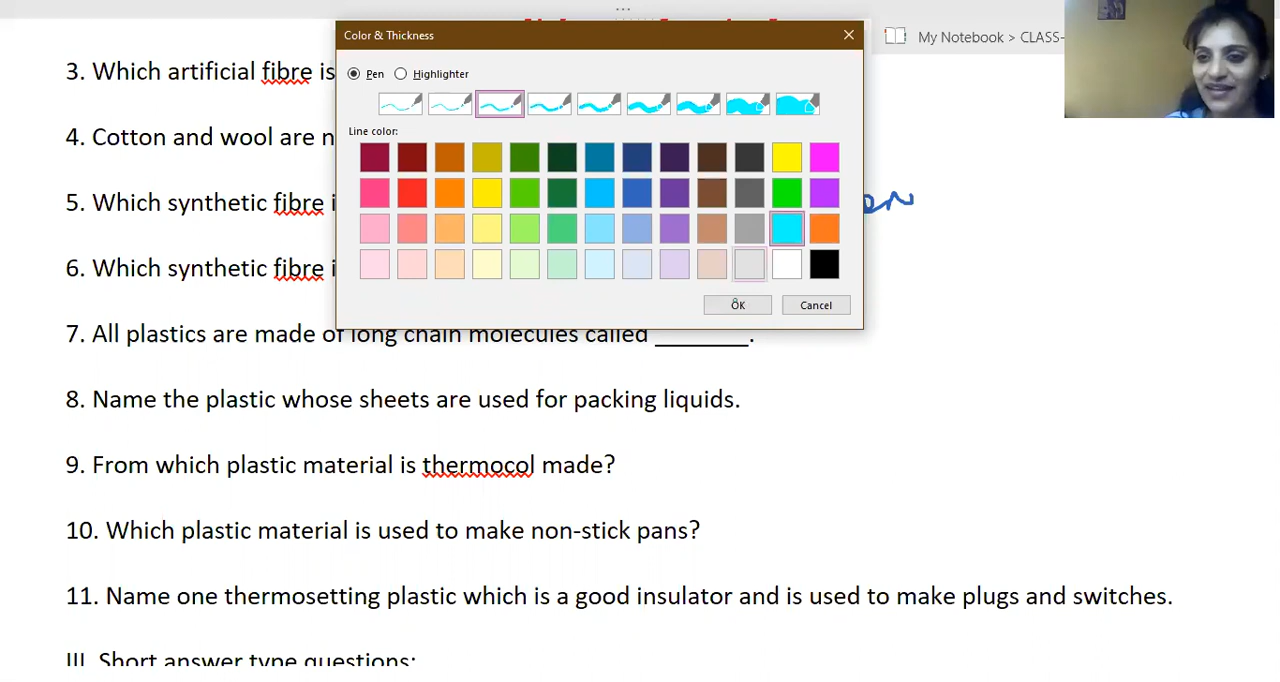 Color & Thickness
My Notebook > CLASS-
3. Which artificial fibre is
Pen Highlighter
Line color:
4. Cotton and wool are n
5. Which synthetic fibre i
6. Which synthetic fibre i
OK Cancel
7. All plastics are made of long chain molecules called _______.
8. Name the plastic whose sheets are used for packing liquids.
9. From which plastic material is thermocol made?
10. Which plastic material is used to make non-stick pans?
11. Name one thermosetting plastic which is a good insulator and is used to make plugs and switches.
III. Short answer type questions: